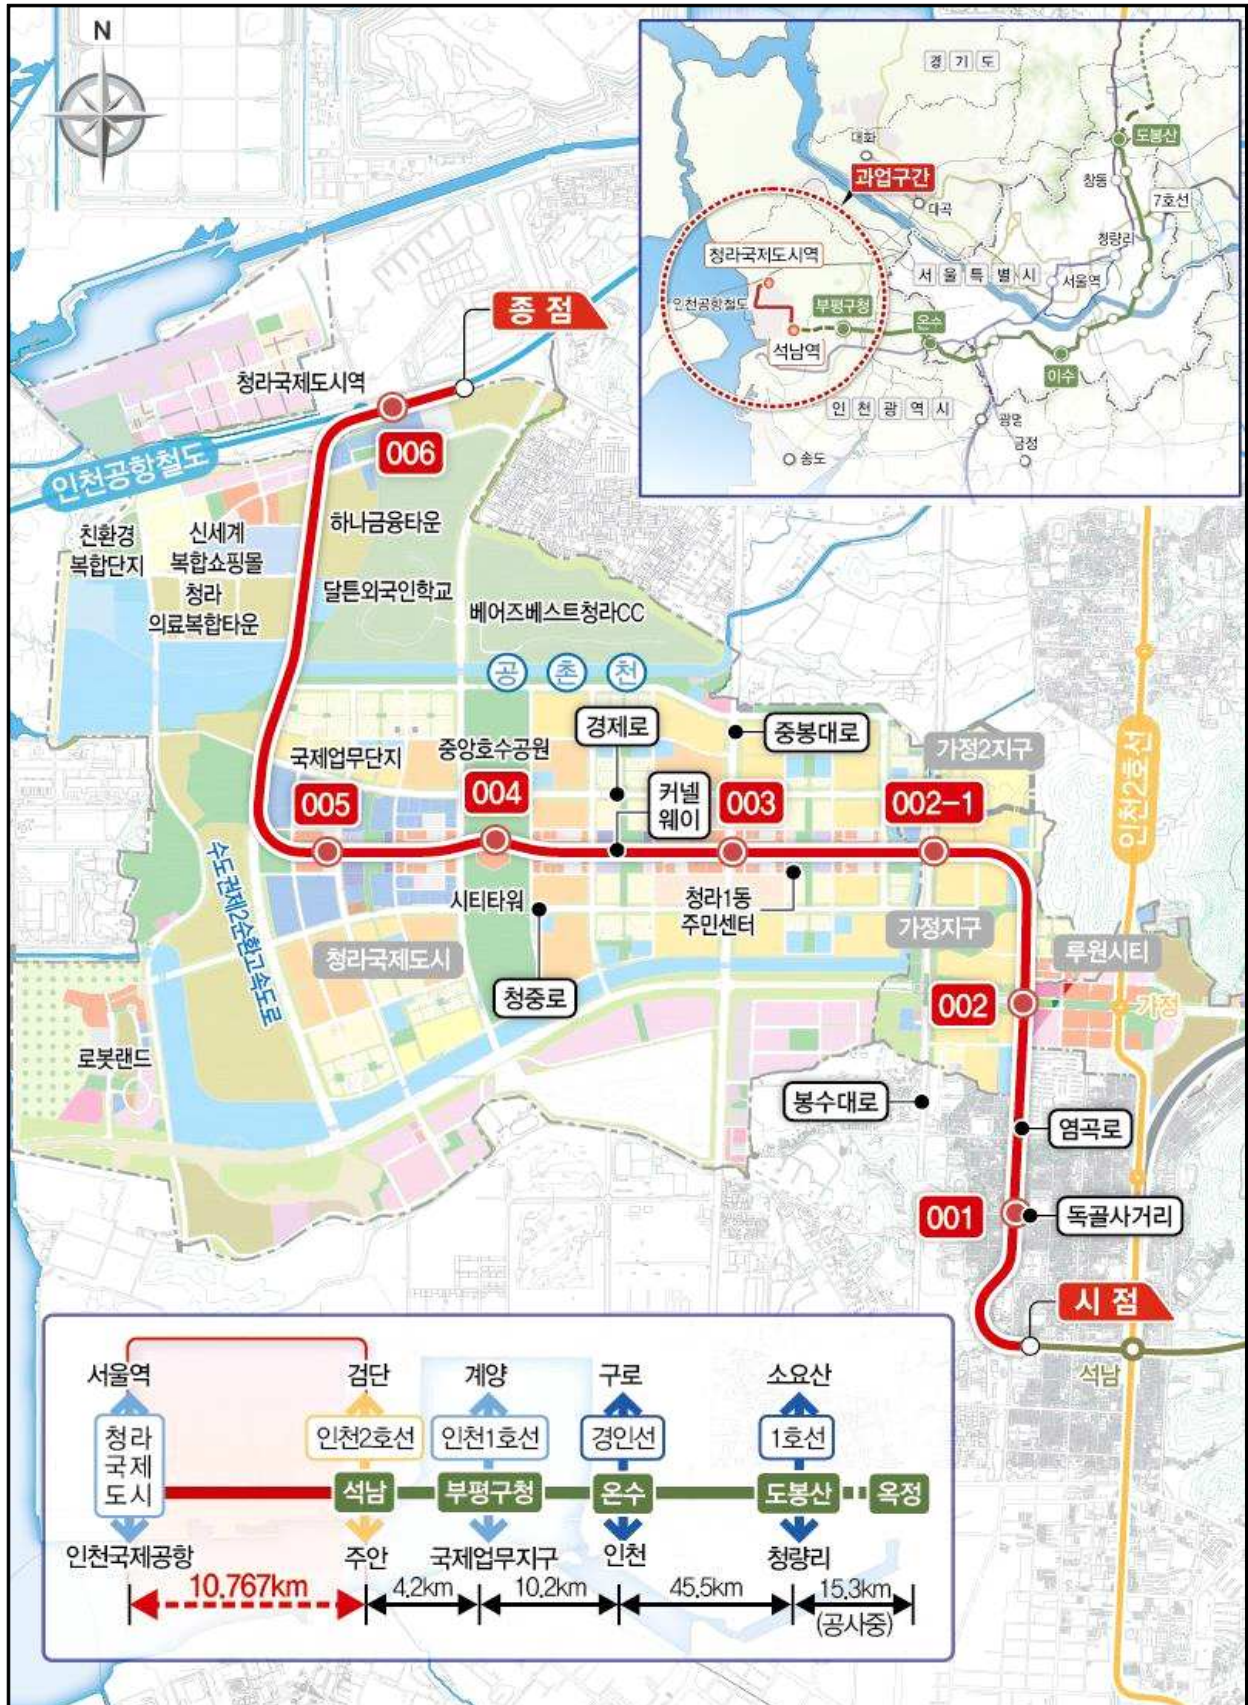 N
경기도
대화
도봉산
과업구간
창동
7호선
대곡
청량리
청라국제도시역
서울특별시
서울역
인천공항철도
부평구청
온수
석남역
이수
인천광역시
광명
금정
송도
종 점
청라국제도시역
006
인천공항철도
하나금융타운
친환경
복합단지
신세계
복합쇼핑몰
청라
의료복합타운
달튼외국인학교
베어즈베스트청라CC
공촌천
경제로
중봉대로
가정2지구
인천2호선
국제업무단지
중앙호수공원
005
004
커넬
웨이
003
002-1
수도권제2순환고속도로
시티타워
청라1동
주민센터
가정지구
청라국제도시
루원시티
청중로
002
가정
로봇랜드
봉수대로
염곡로
001
독골사거리
시 점
석남
서울역
검단
계양
구로
소요산
청라
국제
도시
인천2호선
인천1호선
경인선
1호선
석남
부평구청
온수
도봉산
옥정
인천국제공항
주안
국제업무지구
인천
청량리
10.767km
4.2km
10.2km
45.5km
15.3km
(공사중)